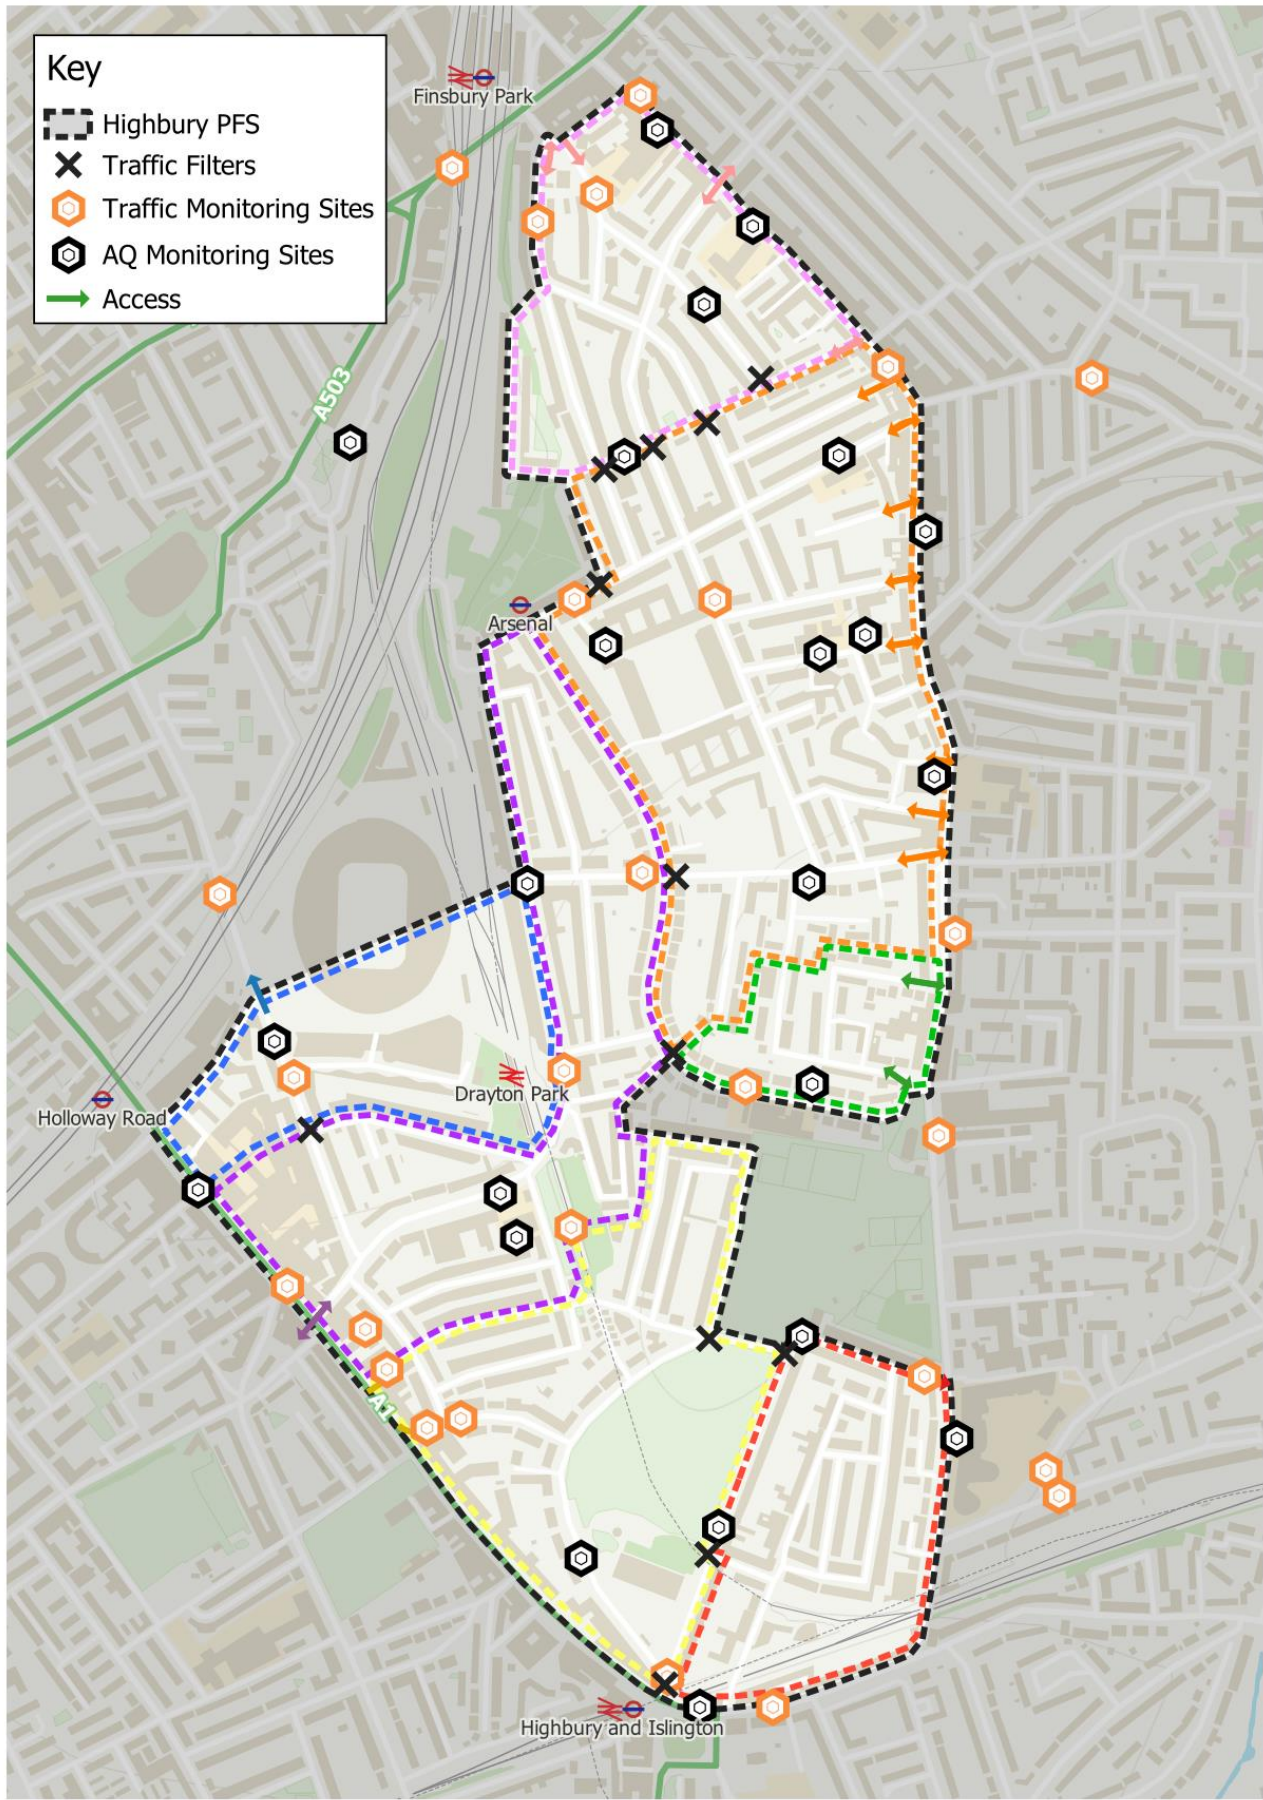 Key
Highbury PFS
Traffic Filters
Traffic Monitoring Sites
AQ Monitoring Sites
Access
Finsbury Park
A503
Arsenal
Drayton Park
Holloway Road
A1
Highbury and Islington